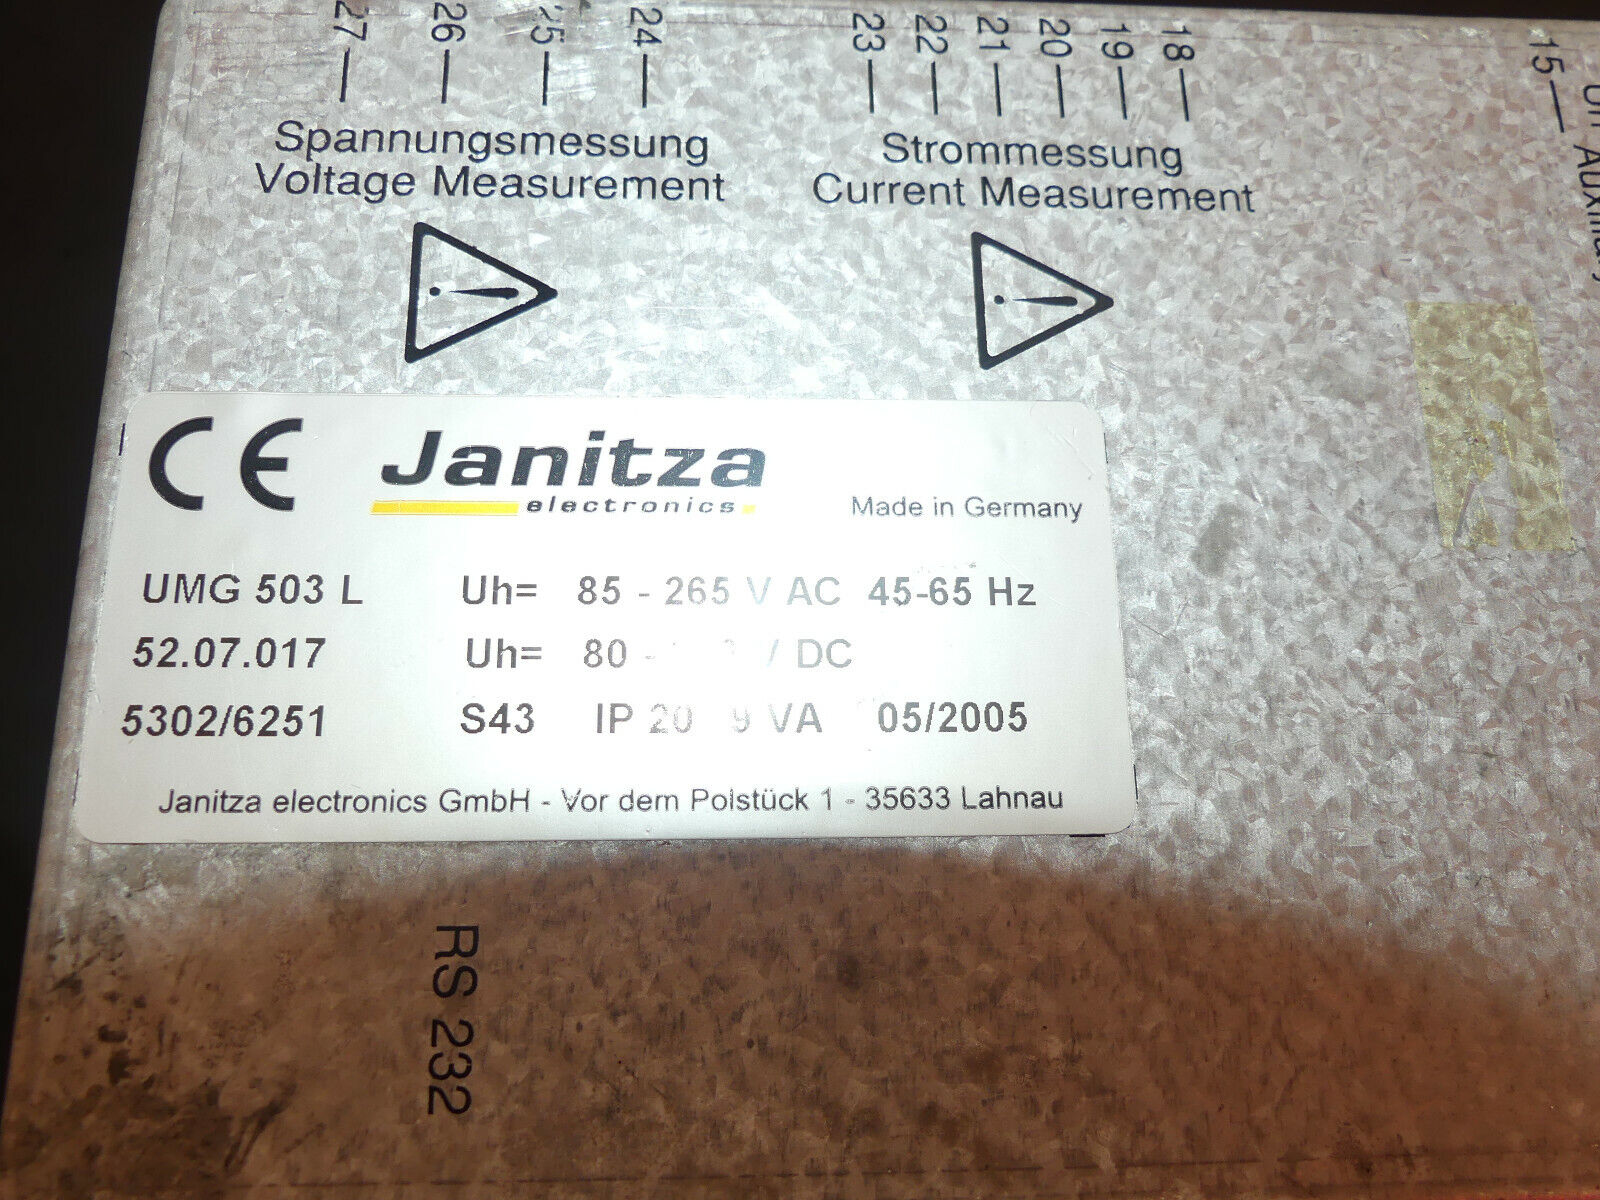 27 26 25 24 23 22 21 20 19 18 15
Spannungsmessung
Voltage Measurement
Strommessung
Current Measurement
Uh Auxiliary
CE Janitza
electronics
Made in Germany
UMG 503 L Uh= 85 - 265 V AC 45-65 Hz
52.07.017 Uh= 80 - V DC
5302/6251 S43 IP 20 9 VA 05/2005
Janitza electronics GmbH - Vor dem Polstück 1 - 35633 Lahnau
RS 232